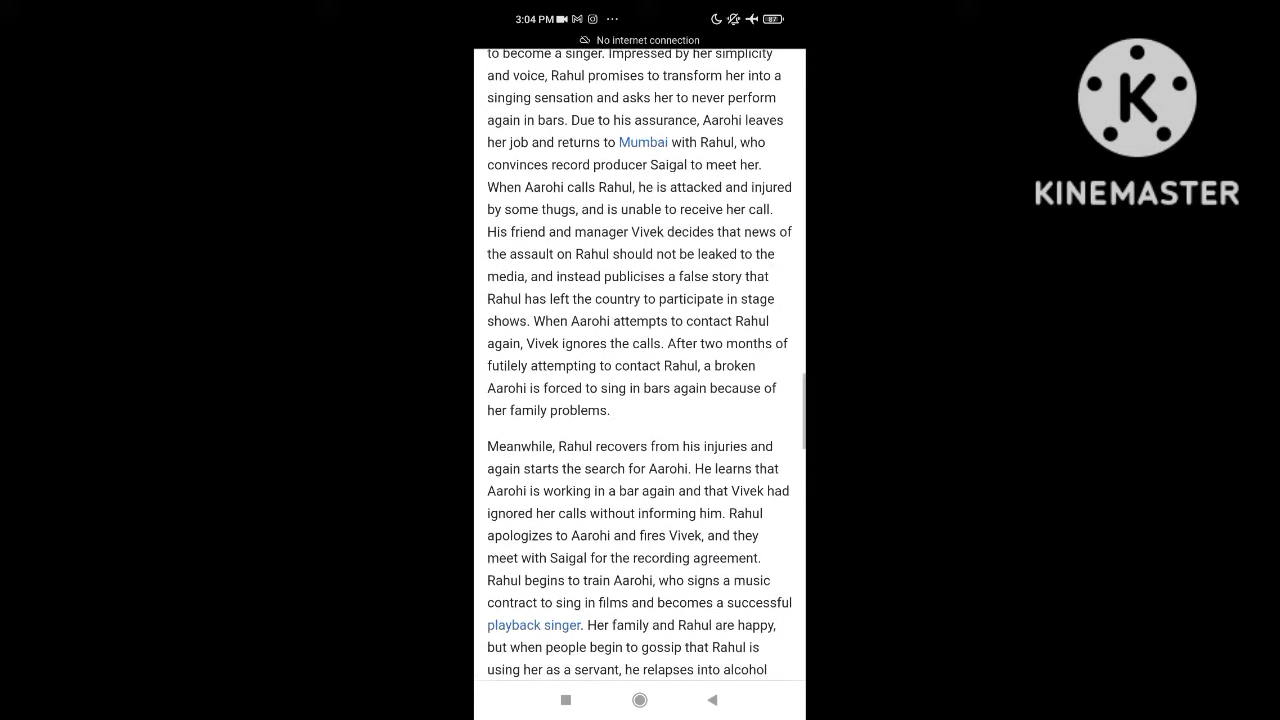 3:04 PM
87
No internet connection
to become a singer. Impressed by her simplicity
and voice, Rahul promises to transform her into a
singing sensation and asks her to never perform
again in bars. Due to his assurance, Aarohi leaves
her job and returns to Mumbai with Rahul, who
convinces record producer Saigal to meet her.
When Aarohi calls Rahul, he is attacked and injured
by some thugs, and is unable to receive her call.
His friend and manager Vivek decides that news of
the assault on Rahul should not be leaked to the
media, and instead publicises a false story that
Rahul has left the country to participate in stage
shows. When Aarohi attempts to contact Rahul
again, Vivek ignores the calls. After two months of
futilely attempting to contact Rahul, a broken
Aarohi is forced to sing in bars again because of
her family problems.
Meanwhile, Rahul recovers from his injuries and
again starts the search for Aarohi. He learns that
Aarohi is working in a bar again and that Vivek had
ignored her calls without informing him. Rahul
apologizes to Aarohi and fires Vivek, and they
meet with Saigal for the recording agreement.
Rahul begins to train Aarohi, who signs a music
contract to sing in films and becomes a successful
playback singer. Her family and Rahul are happy,
but when people begin to gossip that Rahul is
using her as a servant, he relapses into alcohol
K
KINEMASTER